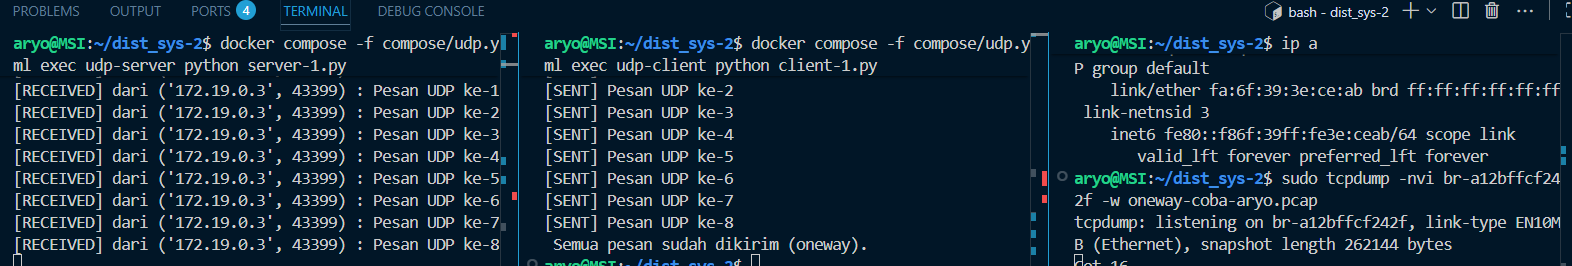 PROBLEMS OUTPUT PORTS 4 TERMINAL DEBUG CONSOLE
bash - dist_sys-2
aryo@MSI:~/dist_sys-2$ docker compose -f compose/udp.y
ml exec udp-server python server-1.py
[RECEIVED] dari ('172.19.0.3', 43399) : Pesan UDP ke-1
[RECEIVED] dari ('172.19.0.3', 43399) : Pesan UDP ke-2
[RECEIVED] dari ('172.19.0.3', 43399) : Pesan UDP ke-3
[RECEIVED] dari ('172.19.0.3', 43399) : Pesan UDP ke-4
[RECEIVED] dari ('172.19.0.3', 43399) : Pesan UDP ke-5
[RECEIVED] dari ('172.19.0.3', 43399) : Pesan UDP ke-6
[RECEIVED] dari ('172.19.0.3', 43399) : Pesan UDP ke-7
[RECEIVED] dari ('172.19.0.3', 43399) : Pesan UDP ke-8
aryo@MSI:~/dist_sys-2$ docker compose -f compose/udp.y
ml exec udp-client python client-1.py
[SENT] Pesan UDP ke-2
[SENT] Pesan UDP ke-3
[SENT] Pesan UDP ke-4
[SENT] Pesan UDP ke-5
[SENT] Pesan UDP ke-6
[SENT] Pesan UDP ke-7
[SENT] Pesan UDP ke-8
Semua pesan sudah dikirim (oneway).
aryo@MSI:~/dist_sys-2$
aryo@MSI:~/dist_sys-2$ ip a
P group default
link/ether fa:6f:39:3e:ce:ab brd ff:ff:ff:ff:ff:ff
link-netnsid 3
inet6 fe80::f86f:39ff:fe3e:ceab/64 scope link
valid_lft forever preferred_lft forever
aryo@MSI:~/dist_sys-2$ sudo tcpdump -nvi br-a12bffcf24
2f -w oneway-coba-aryo.pcap
tcpdump: listening on br-a12bffcf242f, link-type EN10M
B (Ethernet), snapshot length 262144 bytes
Got 16